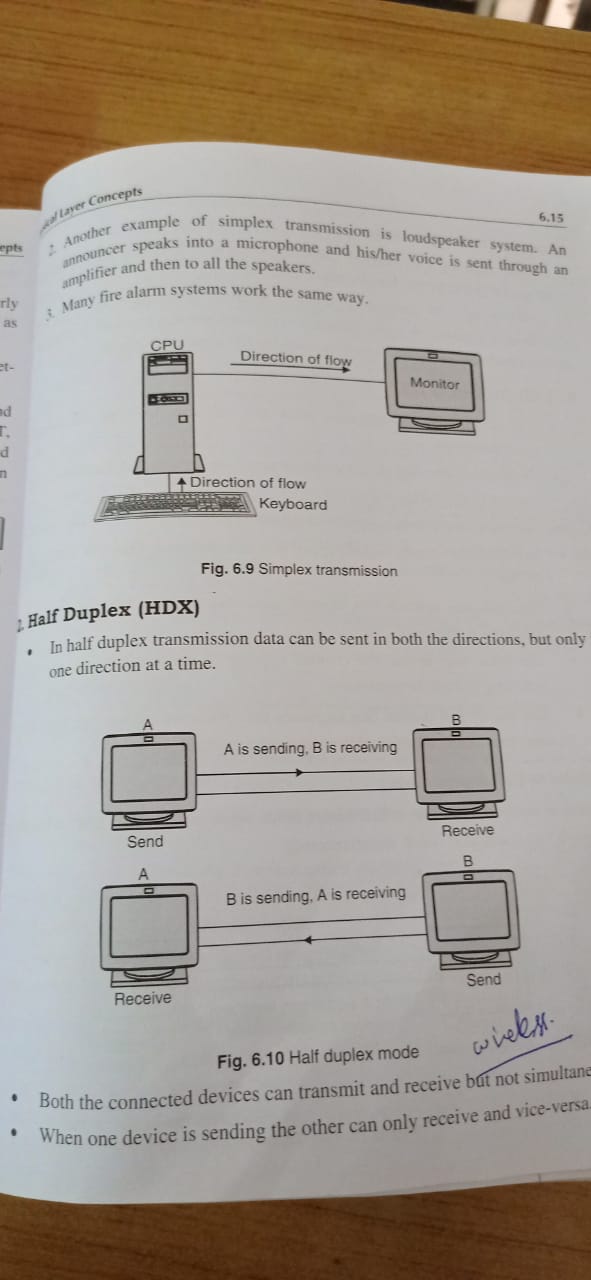 Layer Concepts
6.15
2. Another example of simplex transmission is loudspeaker system. An
announcer speaks into a microphone and his/her voice is sent through an
amplifier and then to all the speakers.
3. Many fire alarm systems work the same way.
epts
rly
as
et-
nd
T,
d
n
CPU
Direction of flow
Monitor
Direction of flow
Keyboard
Fig. 6.9 Simplex transmission
2. Half Duplex (HDX)
• In half duplex transmission data can be sent in both the directions, but only
one direction at a time.
A
B
A is sending, B is receiving
Send
Receive
A
B
B is sending, A is receiving
Receive
Send
Fig. 6.10 Half duplex mode
wireless.
• Both the connected devices can transmit and receive but not simultane
• When one device is sending the other can only receive and vice-versa.